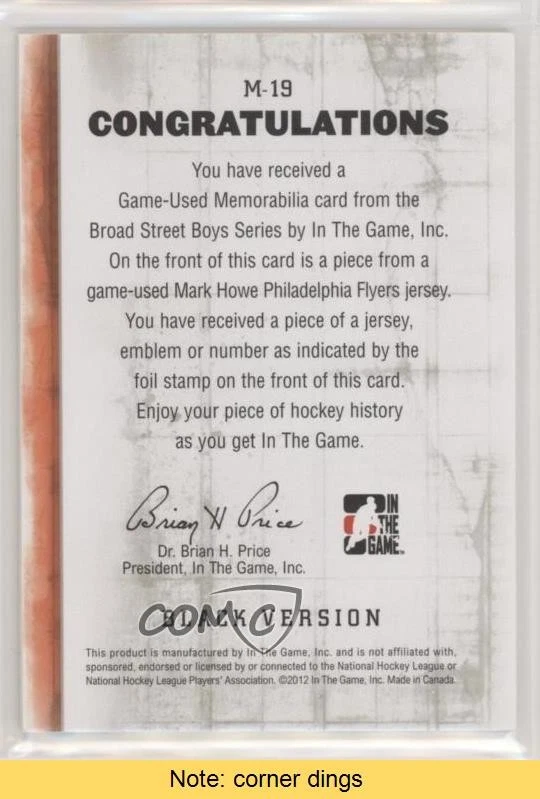 M-19
CONGRATULATIONS
You have received a
Game-Used Memorabilia card from the
Broad Street Boys Series by In The Game, Inc.
On the front of this card is a piece from a
game-used Mark Howe Philadelphia Flyers jersey.
You have received a piece of a jersey,
emblem or number as indicated by the
foil stamp on the front of this card.
Enjoy your piece of hockey history
as you get In The Game.
Brian H Price
IN
THE
GAME
Dr. Brian H. Price
President, In The Game, Inc.
BLACK VERSION
COMC
This product is manufactured by In The Game, Inc. and is not affiliated with,
sponsored, endorsed or licensed by or connected to the National Hockey League or
National Hockey League Players' Association. ©2012 In The Game, Inc. Made in Canada.
Note: corner dings